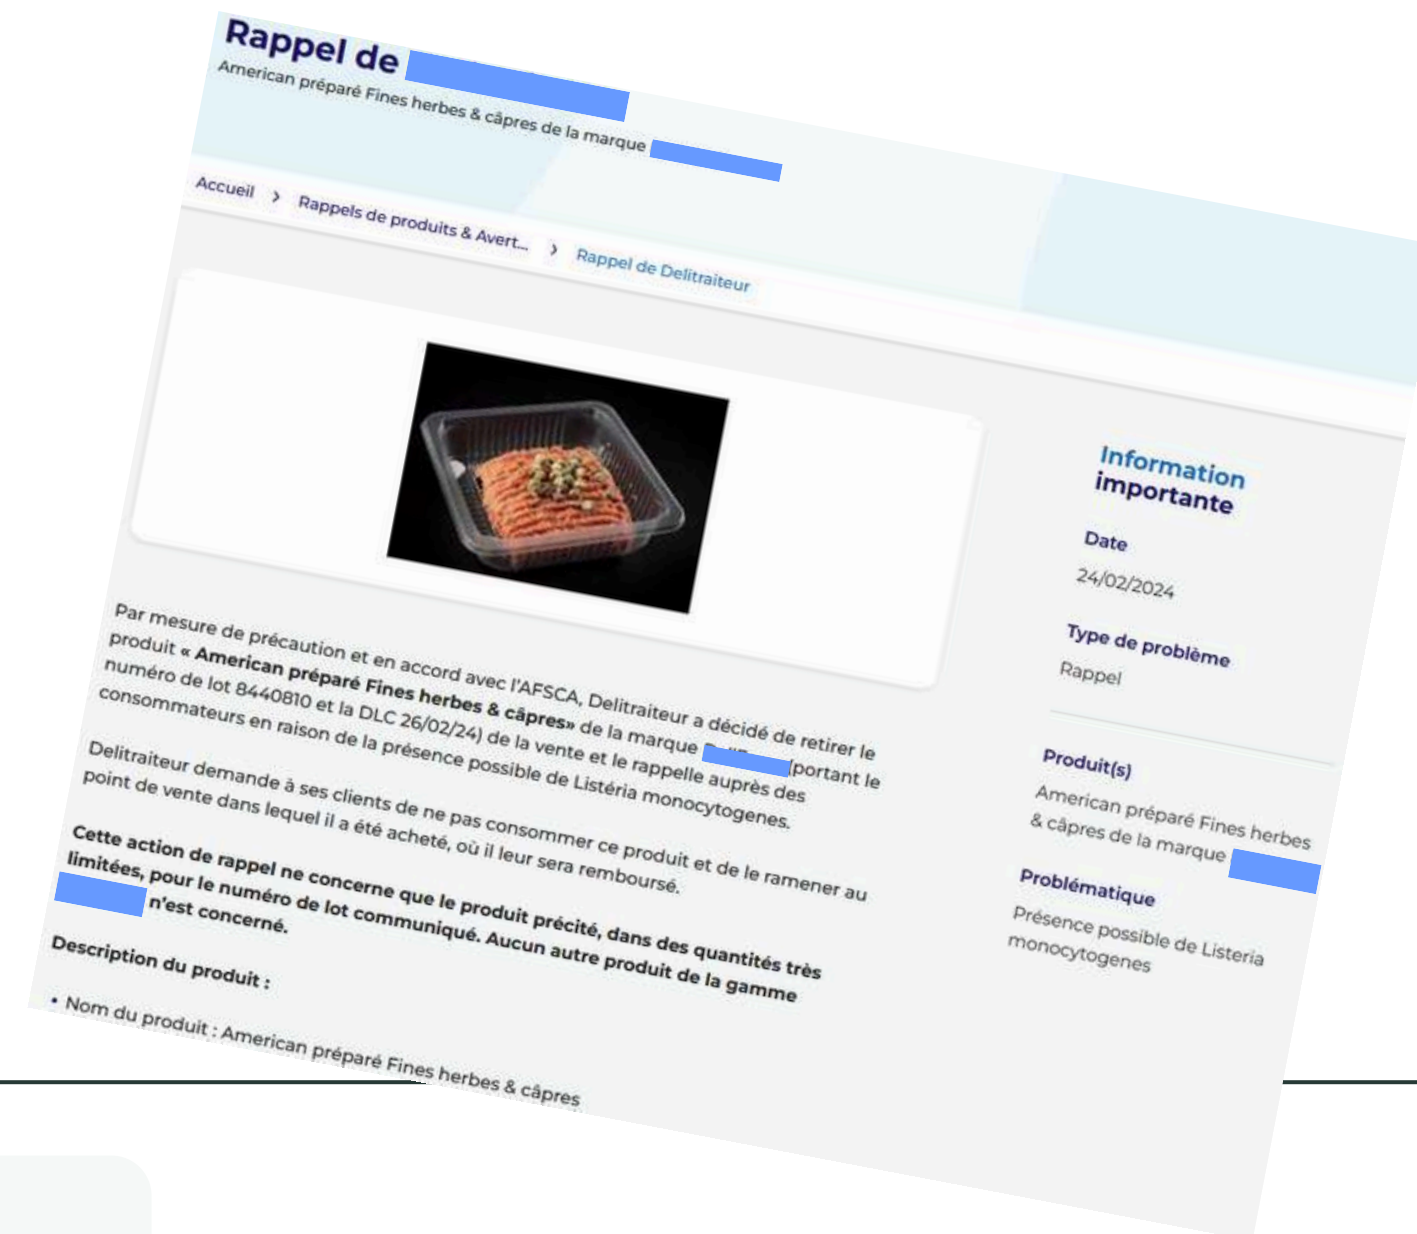 Rappel de
American préparé Fines herbes & câpres de la marque
Accueil > Rappels de produits & Avert... > Rappel de Delitraiteur
Par mesure de précaution et en accord avec l'AFSCA, Delitraiteur a décidé de retirer le
produit « American préparé Fines herbes & câpres» de la marque (portant le
numéro de lot 8440810 et la DLC 26/02/24) de la vente et le rappelle auprès des
consommateurs en raison de la présence possible de Listéria monocytogenes.
Delitraiteur demande à ses clients de ne pas consommer ce produit et de le ramener au
point de vente dans lequel il a été acheté, où il leur sera remboursé.
Cette action de rappel ne concerne que le produit précité, dans des quantités très
limitées, pour le numéro de lot communiqué. Aucun autre produit de la gamme
n'est concerné.
Description du produit :
• Nom du produit : American préparé Fines herbes & câpres
Information
importante
Date
24/02/2024
Type de problème
Rappel
Produit(s)
American préparé Fines herbes
& câpres de la marque
Problématique
Présence possible de Listeria
monocytogenes